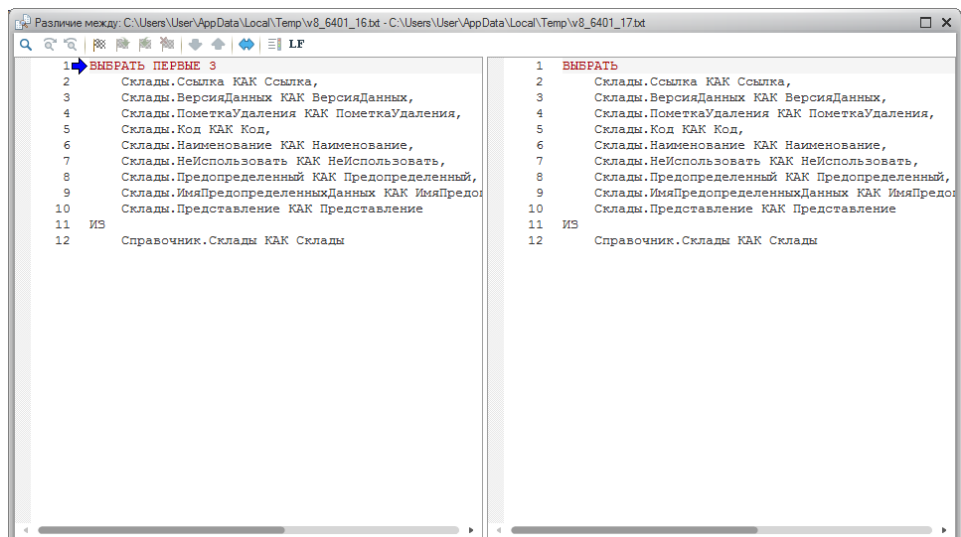 Различие между: C:\Users\User\AppData\Local\Temp\v8_6401_16.txt - C:\Users\User\AppData\Local\Temp\v8_6401_17.txt
LF
1 ВЫБРАТЬ ПЕРВЫЕ 3
2 Склады.Ссылка КАК Ссылка,
3 Склады.ВерсияДанных КАК ВерсияДанных,
4 Склады.ПометкаУдаления КАК ПометкаУдаления,
5 Склады.Код КАК Код,
6 Склады.Наименование КАК Наименование,
7 Склады.НеИспользовать КАК НеИспользовать,
8 Склады.Предопределенный КАК Предопределенный,
9 Склады.ИмяПредопределенныхДанных КАК ИмяПредо
10 Склады.Представление КАК Представление
11 ИЗ
12 Справочник.Склады КАК Склады
1 ВЫБРАТЬ
2 Склады.Ссылка КАК Ссылка,
3 Склады.ВерсияДанных КАК ВерсияДанных,
4 Склады.ПометкаУдаления КАК ПометкаУдаления,
5 Склады.Код КАК Код,
6 Склады.Наименование КАК Наименование,
7 Склады.НеИспользовать КАК НеИспользовать,
8 Склады.Предопределенный КАК Предопределенный,
9 Склады.ИмяПредопределенныхДанных КАК ИмяПредо
10 Склады.Представление КАК Представление
11 ИЗ
12 Справочник.Склады КАК Склады